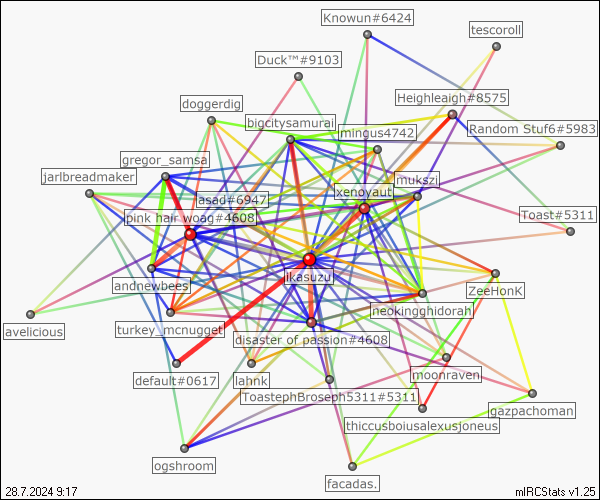 Knowun#6424
tescoroll
Duck™#9103
Heighleaigh#8575
doggerdig
bigcitysamurai
mingus4742
Random Stuf6#5983
gregor_samsa
jarlbreadmaker
mukszi
xenoyaut
asad#6947
pink hair woag#4608
Toast#5311
ikasuzu
andnewbees
ZeeHonK
neokingghidorah
avelicious
turkey_mcnugget
disaster of passion#4608
default#0617
lahnk
moonraven
ToastephBroseph5311#5311
gazpachoman
thiccusboiusalexusjoneus
ogshroom
facadas.
28.7.2024 9:17
mIRCStats v1.25